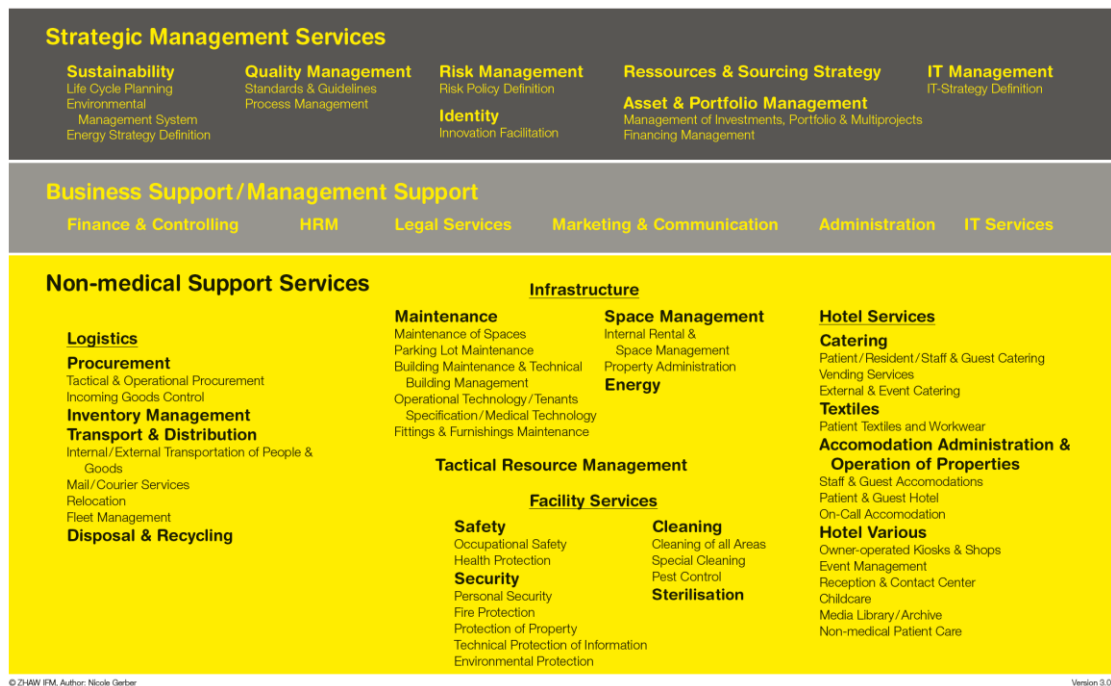 Strategic Management Services
Sustainability
Life Cycle Planning
Environmental
Management System
Energy Strategy Definition
Quality Management
Standards & Guidelines
Process Management
Risk Management
Risk Policy Definition
Identity
Innovation Facilitation
Ressources & Sourcing Strategy
Asset & Portfolio Management
Management of Investments, Portfolio & Multiprojects
Financing Management
IT Management
IT-Strategy Definition
Business Support/Management Support
Finance & Controlling
HRM
Legal Services
Marketing & Communication
Administration
IT Services
Non-medical Support Services
Logistics
Procurement
Tactical & Operational Procurement
Incoming Goods Control
Inventory Management
Transport & Distribution
Internal/External Transportation of People &
Goods
Mail/Courier Services
Relocation
Fleet Management
Disposal & Recycling
Infrastructure
Maintenance
Maintenance of Spaces
Parking Lot Maintenance
Building Maintenance & Technical
Building Management
Operational Technology/Tenants
Specification/Medical Technology
Fittings & Furnishings Maintenance
Space Management
Internal Rental &
Space Management
Property Administration
Energy
Tactical Resource Management
Facility Services
Safety
Occupational Safety
Health Protection
Security
Personal Security
Fire Protection
Protection of Property
Technical Protection of Information
Environmental Protection
Cleaning
Cleaning of all Areas
Special Cleaning
Pest Control
Sterilisation
Hotel Services
Catering
Patient/Resident/Staff & Guest Catering
Vending Services
External & Event Catering
Textiles
Patient Textiles and Workwear
Accomodation Administration &
Operation of Properties
Staff & Guest Accomodations
Patient & Guest Hotel
On-Call Accomodation
Hotel Various
Owner-operated Kiosks & Shops
Event Management
Reception & Contact Center
Childcare
Media Library/Archive
Non-medical Patient Care
© ZHAW IFM, Author: Nicole Gerber
Version 3.0